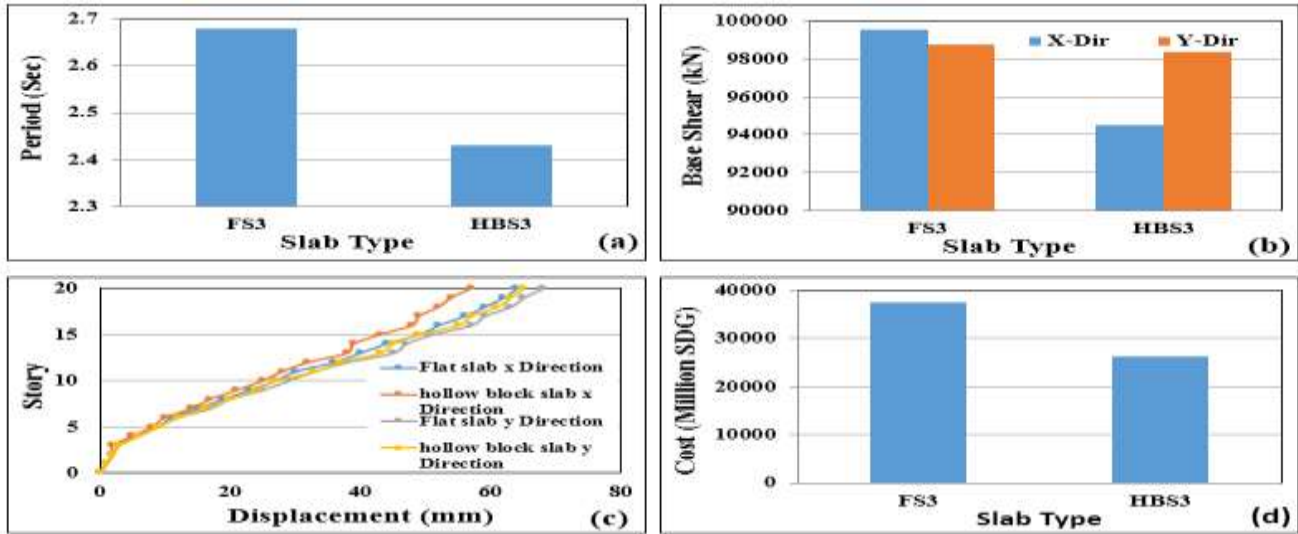 2.7
2.6
2.5
2.4
2.3
Period (Sec)
FS3
HBS3
Slab Type
(a)
100000
98000
96000
94000
92000
90000
Base Shear (kN)
X-Dir
Y-Dir
FS3
HBS3
Slab Type
(b)
20
15
10
5
0
Story
Flat slab x Direction
hollow block slab x
Direction
Flat slab y Direction
hollow block slab y
Direction
0
20
40
60
80
Displacement (mm)
(c)
40000
30000
20000
10000
0
Cost (Million SDG)
FS3
HBS3
Slab Type
(d)